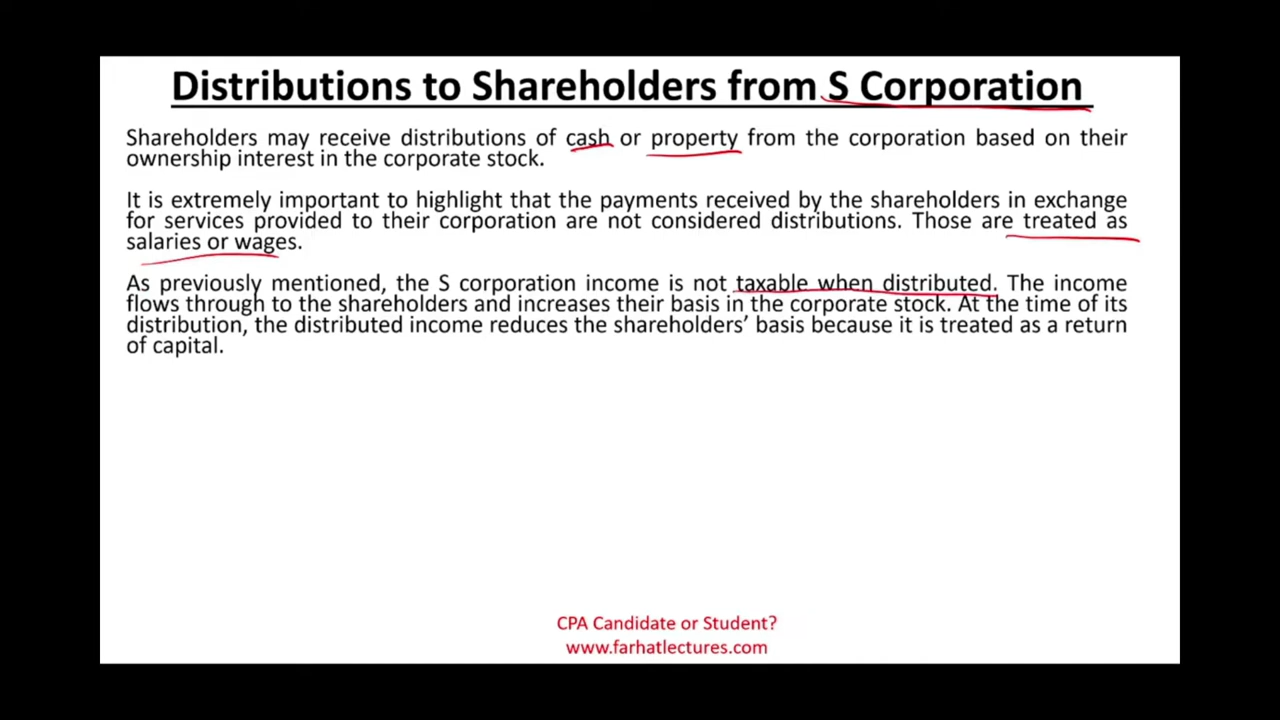 Distributions to Shareholders from S Corporation
Shareholders may receive distributions of cash or property from the corporation based on their
ownership interest in the corporate stock.
It is extremely important to highlight that the payments received by the shareholders in exchange
for services provided to their corporation are not considered distributions. Those are treated as
salaries or wages.
As previously mentioned, the S corporation income is not taxable when distributed. The income
flows through to the shareholders and increases their basis in the corporate stock. At the time of its
distribution, the distributed income reduces the shareholders’ basis because it is treated as a return
of capital.
CPA Candidate or Student?
www.farhatlectures.com